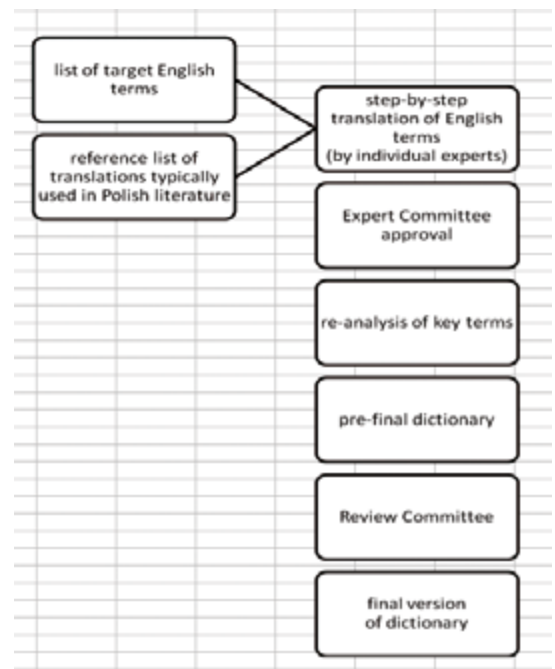 list of target English
terms
reference list of
translations typically
used in Polish literature
step-by-step
translation of English
terms
(by individual experts)
Expert Committee
approval
re-analysis of key terms
pre-final dictionary
Review Committee
final version
of dictionary